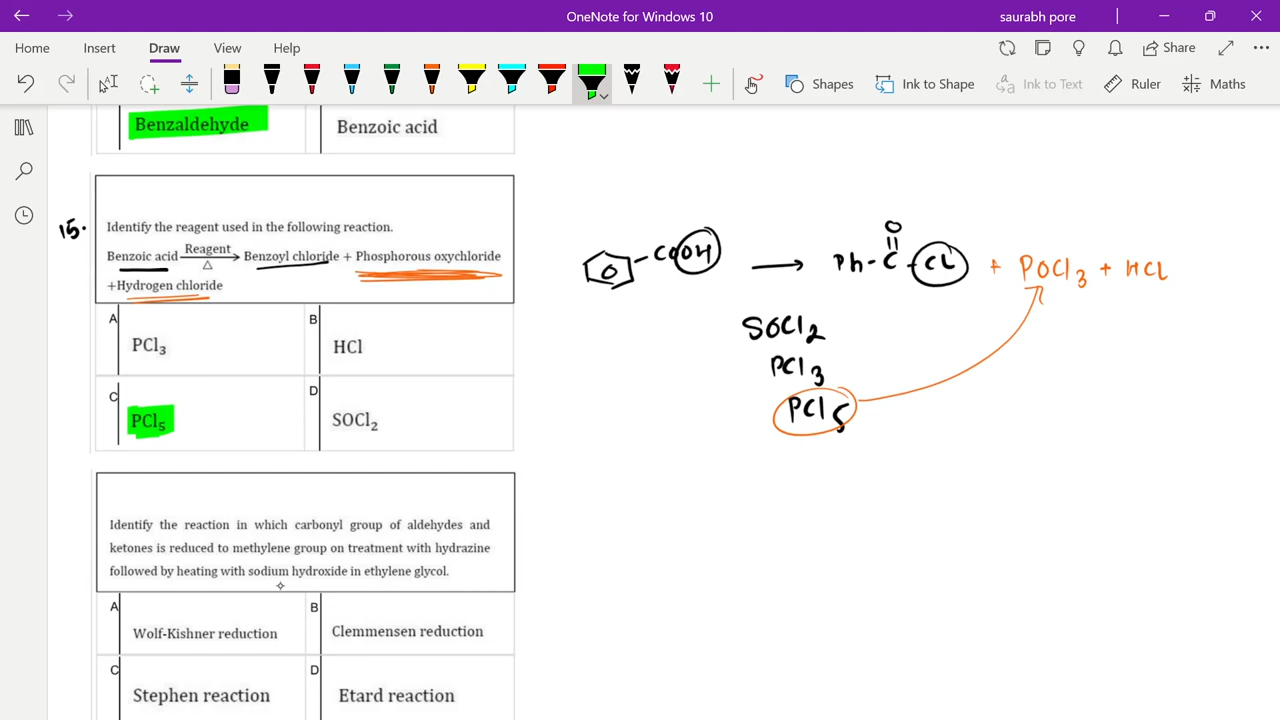 OneNote for Windows 10
saurabh pore
Home Insert Draw View Help
Share
Shapes Ink to Shape Ink to Text Ruler Maths
Benzaldehyde
Benzoic acid
15.
Identify the reagent used in the following reaction.
Benzoic acid —Reagent/△→ Benzoyl chloride + Phosphorous oxychloride
+Hydrogen chloride
A
PCl₃
B
HCl
C
PCl₅
D
SOCl₂
COOH → Ph-C(=O)-Cl + POCl₃ + HCl
SOCl₂
PCl₃
PCl₅
Identify the reaction in which carbonyl group of aldehydes and
ketones is reduced to methylene group on treatment with hydrazine
followed by heating with sodium hydroxide in ethylene glycol.
A
Wolf-Kishner reduction
B
Clemmensen reduction
C
Stephen reaction
D
Etard reaction